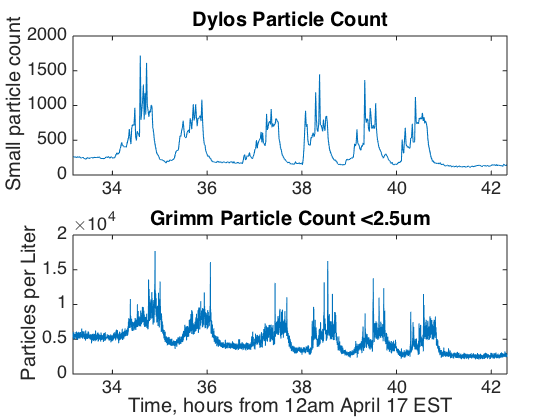 Dylos Particle Count
Small particle count
2000
1500
1000
500
0
34 36 38 40 42
Grimm Particle Count <2.5um
×10⁴
Particles per Liter
2
1.5
1
0.5
0
34 36 38 40 42
Time, hours from 12am April 17 EST